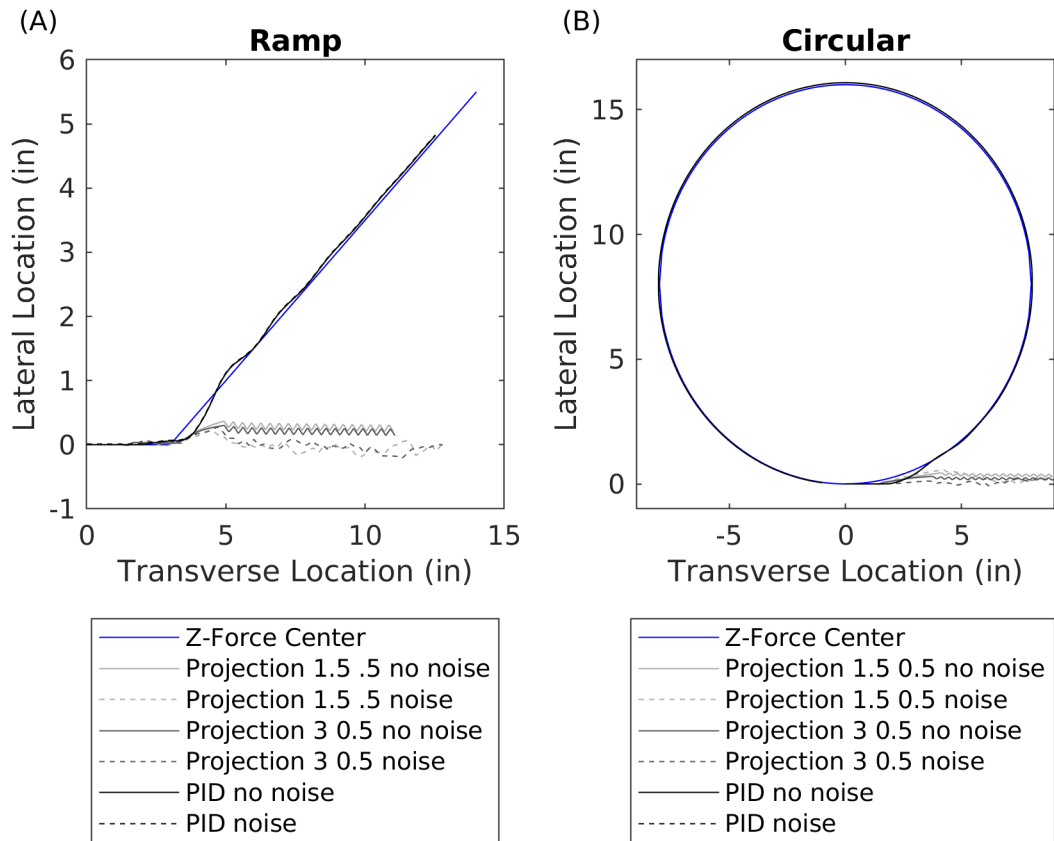 (A)
Ramp
6
5
4
3
2
1
0
-1
0
5
10
15
Lateral Location (in)
Transverse Location (in)
Z-Force Center
Projection 1.5 .5 no noise
Projection 1.5 .5 noise
Projection 3 0.5 no noise
Projection 3 0.5 noise
PID no noise
PID noise
(B)
Circular
15
10
5
0
-5
0
5
Lateral Location (in)
Transverse Location (in)
Z-Force Center
Projection 1.5 0.5 no noise
Projection 1.5 0.5 noise
Projection 3 0.5 no noise
Projection 3 0.5 noise
PID no noise
PID noise